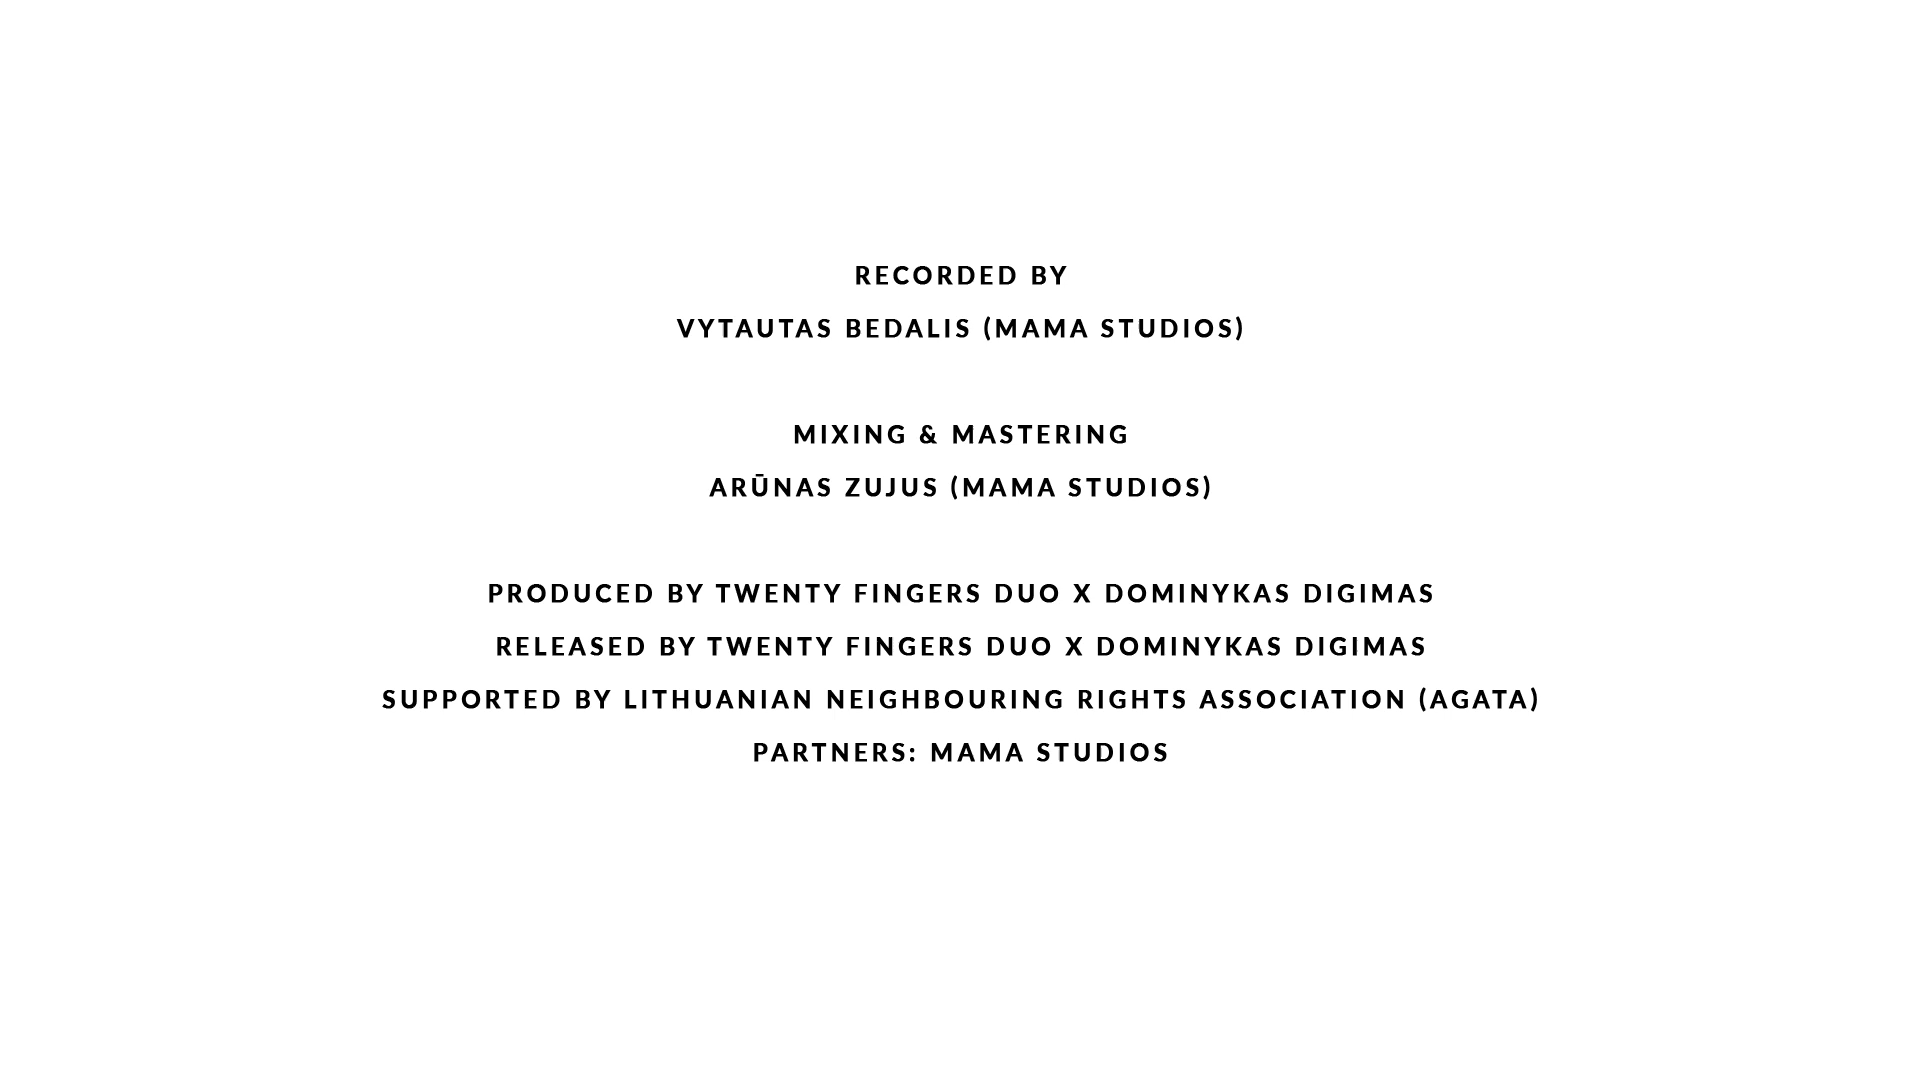 RECORDED BY
VYTAUTAS BEDALIS (MAMA STUDIOS)
MIXING & MASTERING
ARŪNAS ZUJUS (MAMA STUDIOS)
PRODUCED BY TWENTY FINGERS DUO X DOMINYKAS DIGIMAS
RELEASED BY TWENTY FINGERS DUO X DOMINYKAS DIGIMAS
SUPPORTED BY LITHUANIAN NEIGHBOURING RIGHTS ASSOCIATION (AGATA)
PARTNERS: MAMA STUDIOS